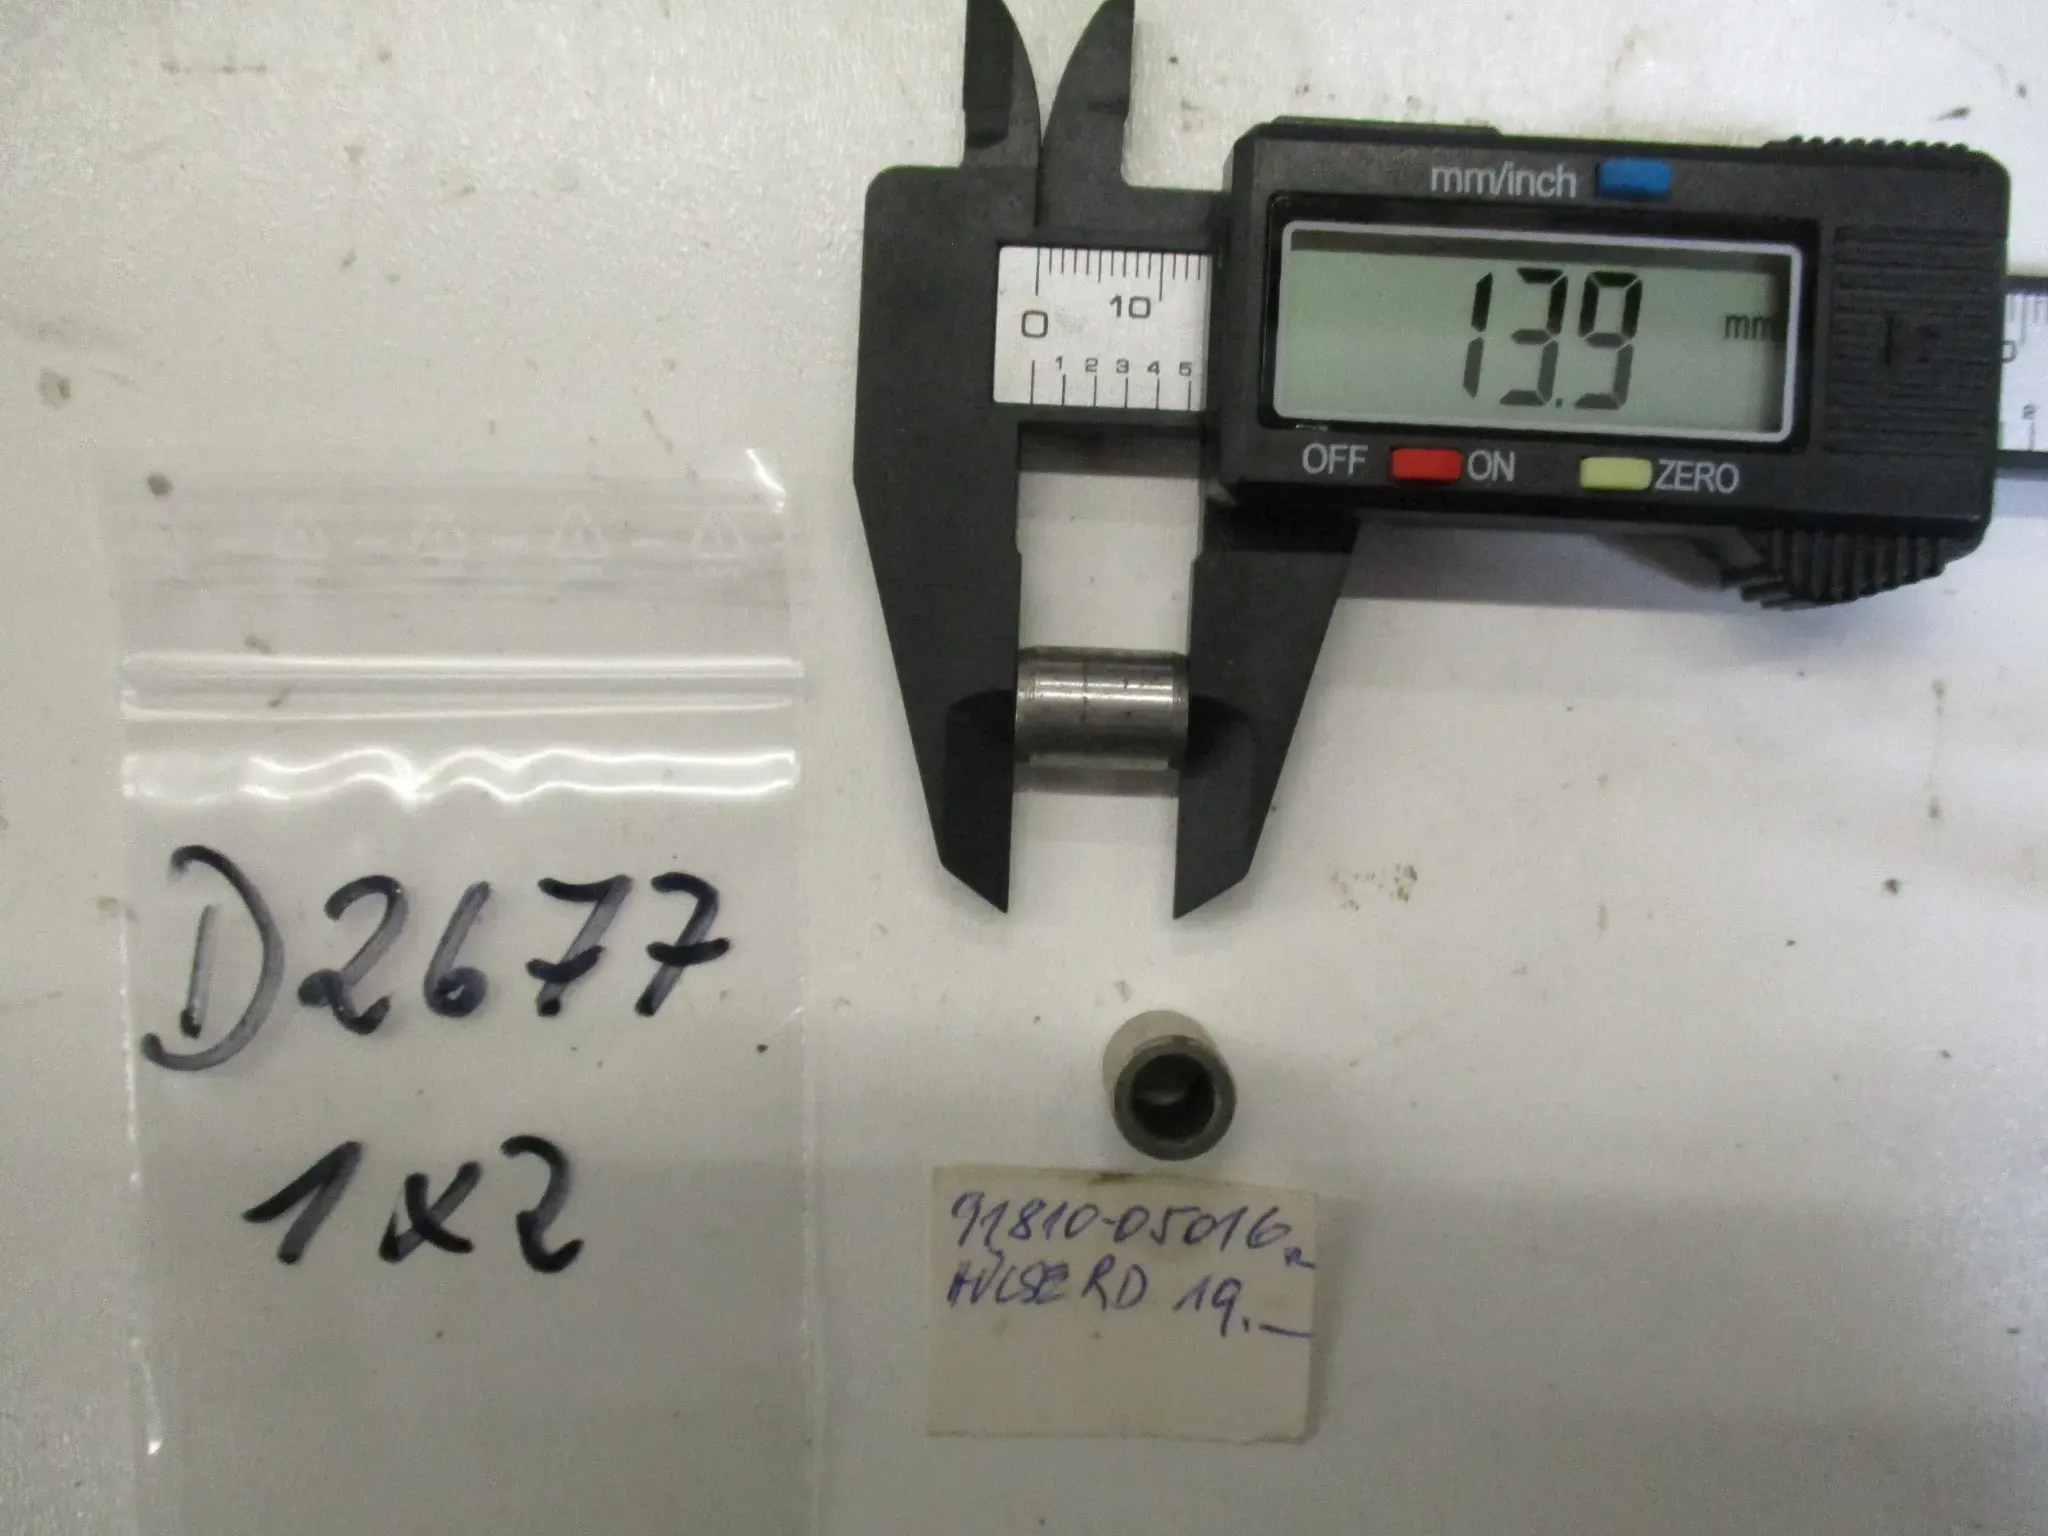 mm/inch
13.9 mm
0 10
1 2 3 4 5
OFF ON ZERO
D2677
1x2
91810-05016
HÜLSE RD 19.—